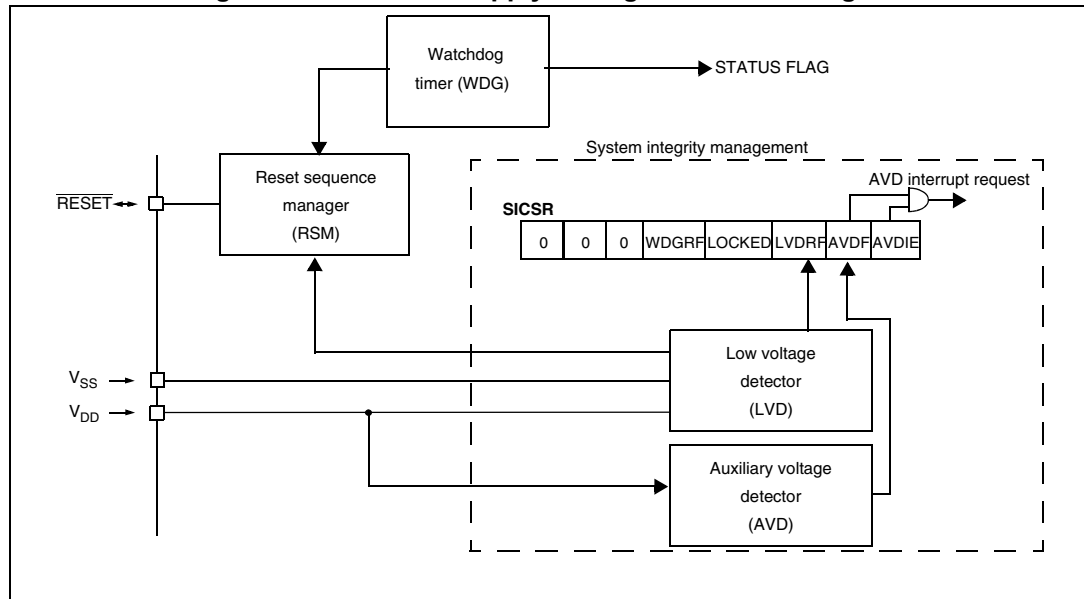 Watchdog
timer (WDG)
STATUS FLAG
System integrity management
Reset sequence
manager
(RSM)
RESET
AVD interrupt request
SICSR
0 0 0 WDGRF LOCKED LVDRF AVDF AVDIE
Low voltage
detector
(LVD)
VSS
VDD
Auxiliary voltage
detector
(AVD)